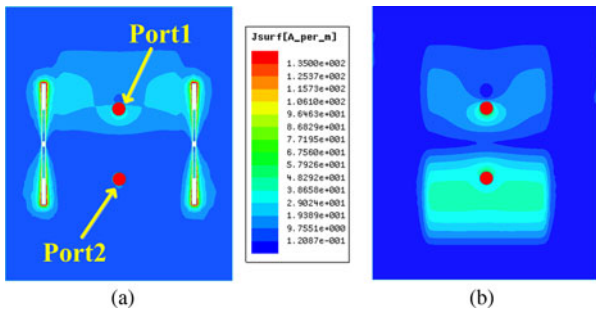 Port1
Port2
(a)
Jsurf[A_per_m]
1.3500e+002
1.2537e+002
1.1573e+002
1.0610e+002
9.6463e+001
8.6829e+001
7.7195e+001
6.7560e+001
5.7926e+001
4.8292e+001
3.8658e+001
2.9024e+001
1.9389e+001
9.7551e+000
1.2087e-001
(b)